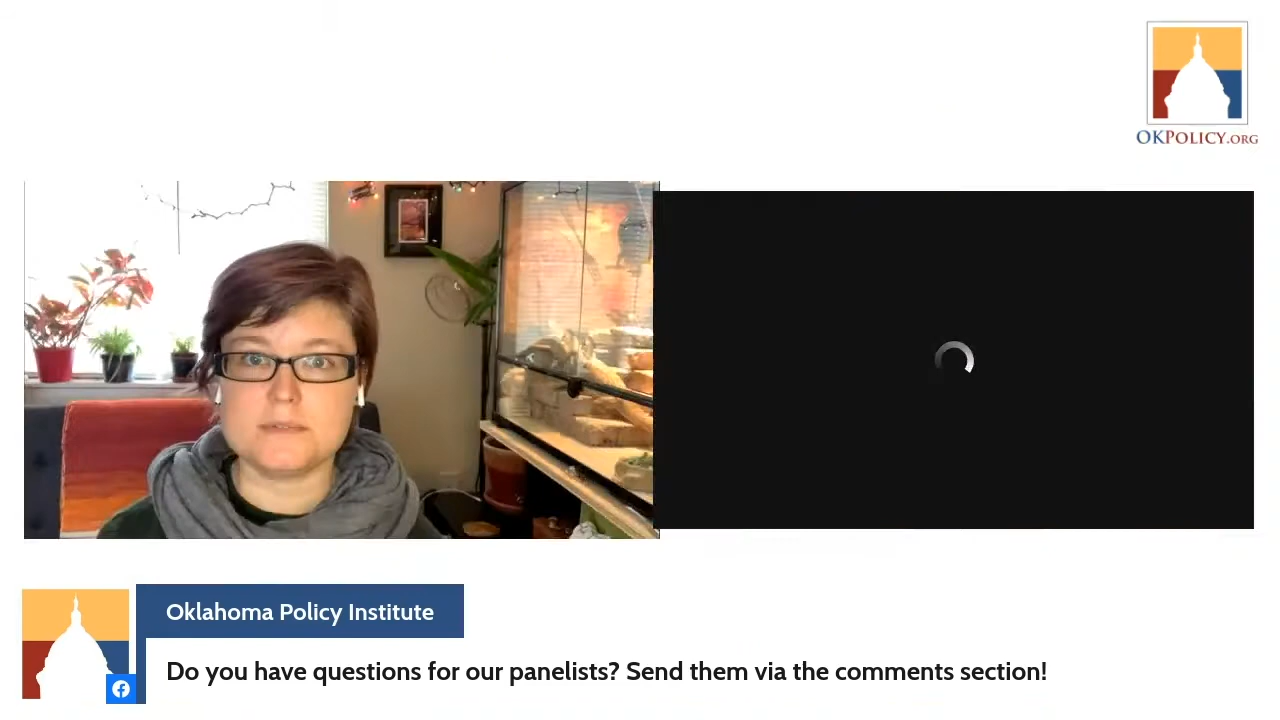 OKPOLICY.ORG
Oklahoma Policy Institute
Do you have questions for our panelists? Send them via the comments section!